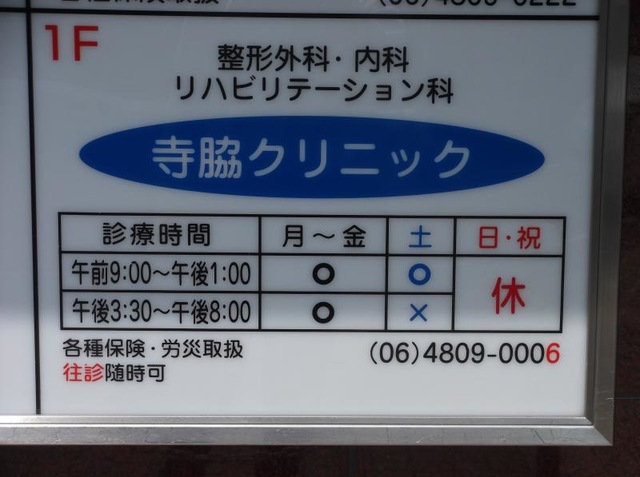 1F
整形外科・内科
リハビリテーション科
寺脇クリニック
診療時間 月～金 土 日・祝
午前9:00～午後1:00 ○ ○ 休
午後3:30～午後8:00 ○ ×
各種保険・労災取扱 (06)4809-0006
往診随時可